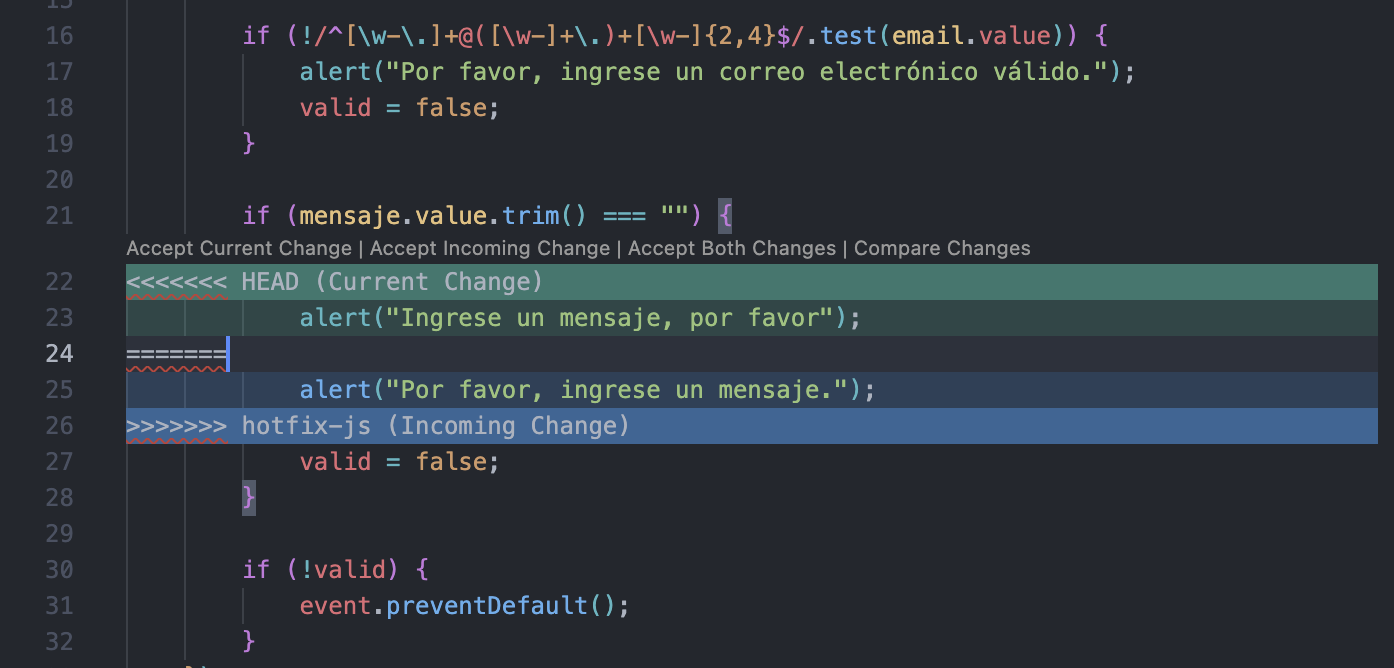 16 if (!/^[\w-\.]+@([\w-]+\.)+[\w-]{2,4}$/.test(email.value)) {
17 alert("Por favor, ingrese un correo electrónico válido.");
18 valid = false;
19 }
20
21 if (mensaje.value.trim() === "") {
Accept Current Change | Accept Incoming Change | Accept Both Changes | Compare Changes
22 <<<<<<< HEAD (Current Change)
23 alert("Ingrese un mensaje, por favor");
24 =======
25 alert("Por favor, ingrese un mensaje.");
26 >>>>>>> hotfix-js (Incoming Change)
27 valid = false;
28 }
29
30 if (!valid) {
31 event.preventDefault();
32 }